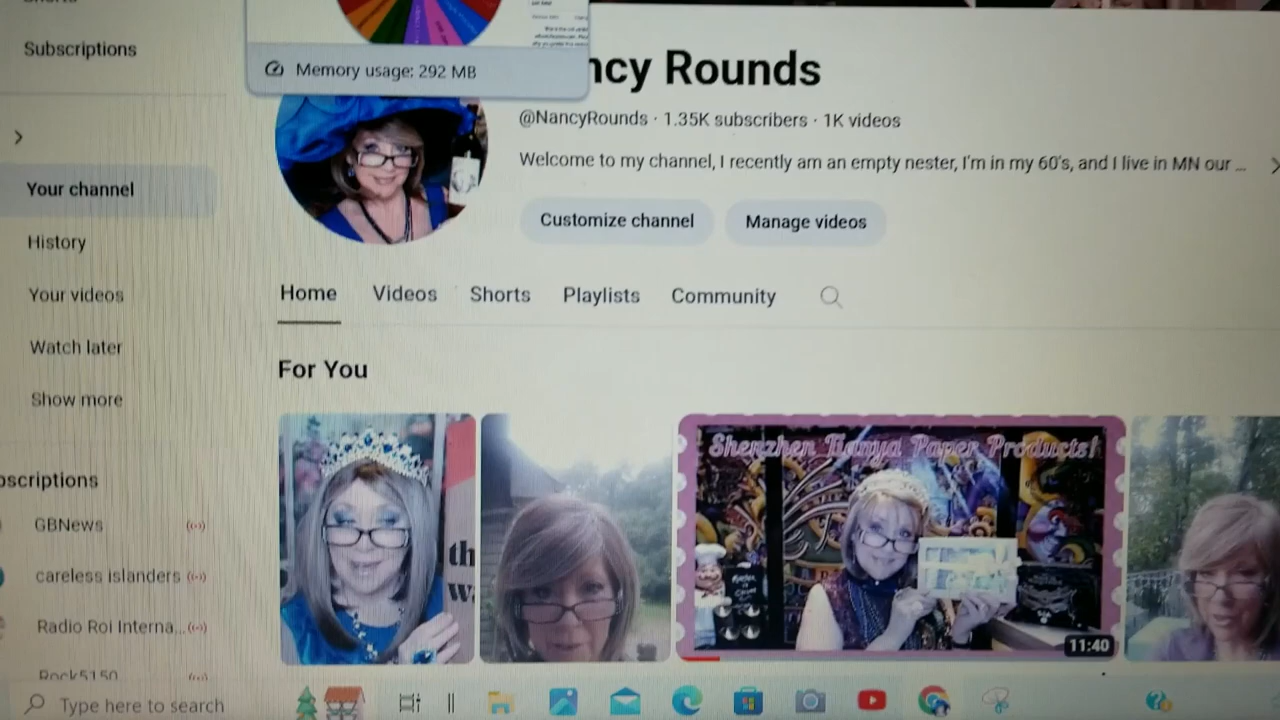 Subscriptions
Memory usage: 292 MB
ncy Rounds
@NancyRounds · 1.35K subscribers · 1K videos
Welcome to my channel, I recently am an empty nester, I'm in my 60's, and I live in MN our ...
Your channel
Customize channel
Manage videos
History
Your videos
Home
Videos
Shorts
Playlists
Community
Watch later
For You
Show more
Shenzhen Tianya Paper Products!
bscriptions
GBNews
careless islanders
Radio Roi Interna...
Rock5150
th
w
11:40
Type here to search